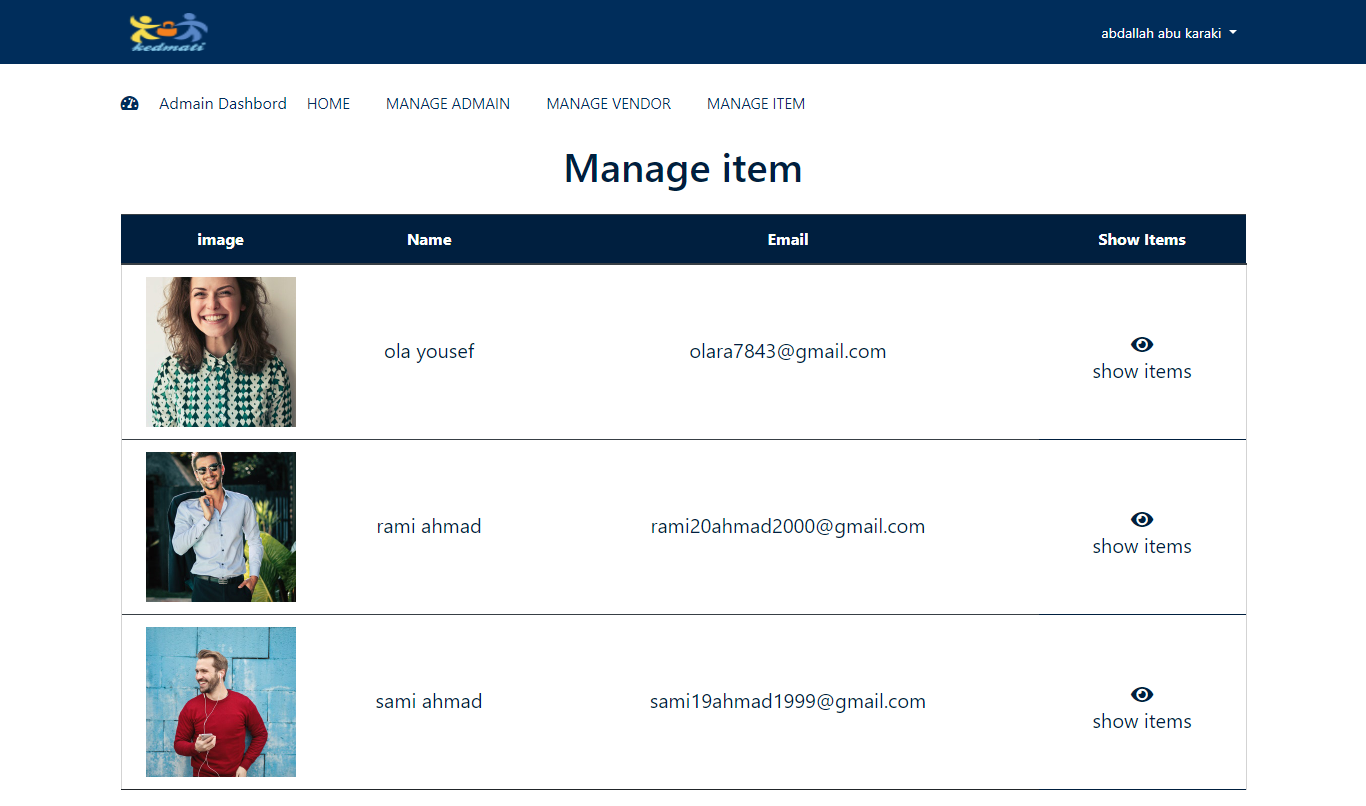 kedmati
abdallah abu karaki
Admain Dashbord HOME MANAGE ADMAIN MANAGE VENDOR MANAGE ITEM
Manage item
image Name Email Show Items
ola yousef olara7843@gmail.com
show items
rami ahmad rami20ahmad2000@gmail.com
show items
sami ahmad sami19ahmad1999@gmail.com
show items